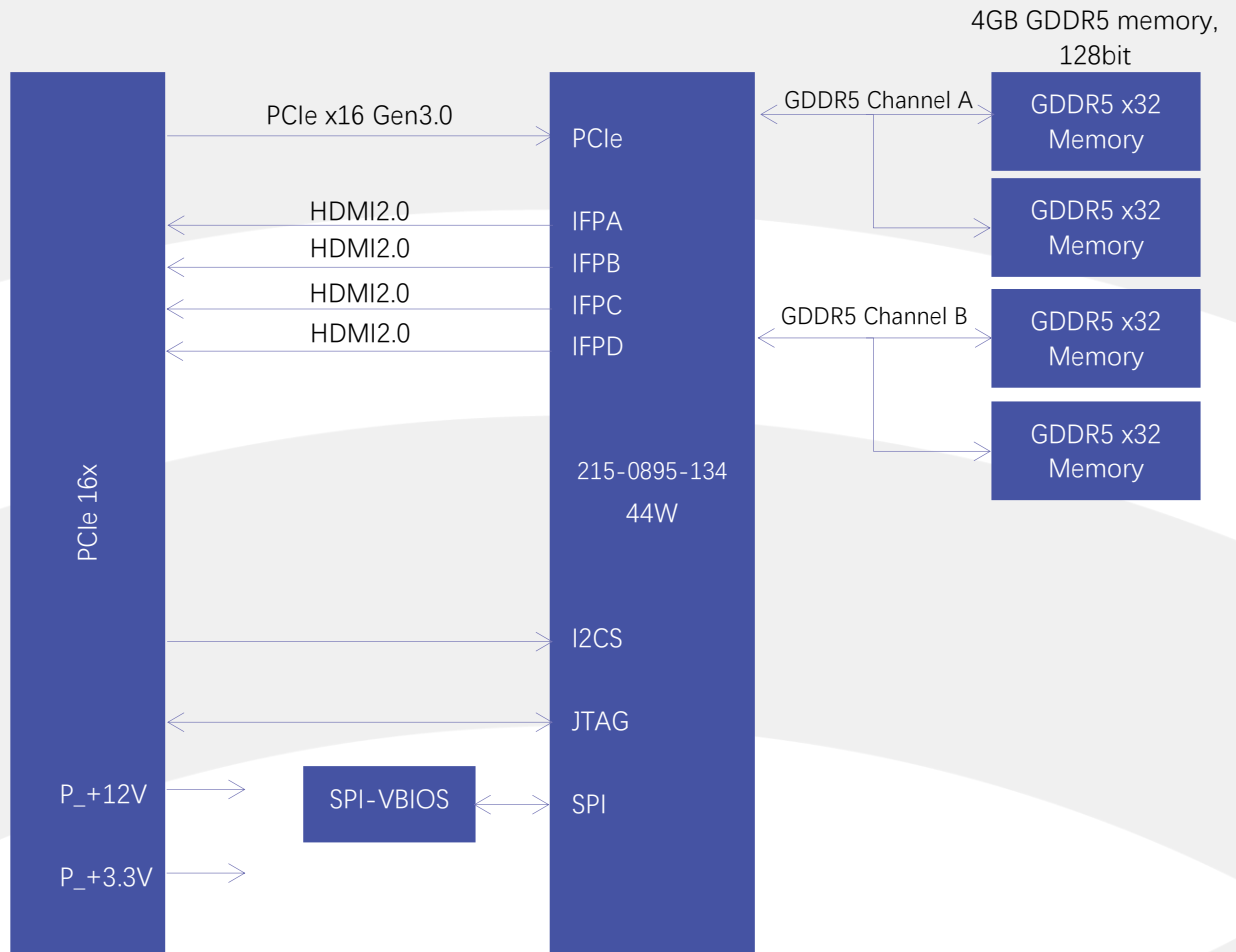 4GB GDDR5 memory,
128bit
PCIe 16x
P_+12V
P_+3.3V
PCIe x16 Gen3.0
HDMI2.0
HDMI2.0
HDMI2.0
HDMI2.0
SPI-VBIOS
PCIe
IFPA
IFPB
IFPC
IFPD
215-0895-134
44W
I2CS
JTAG
SPI
GDDR5 Channel A
GDDR5 Channel B
GDDR5 x32
Memory
GDDR5 x32
Memory
GDDR5 x32
Memory
GDDR5 x32
Memory